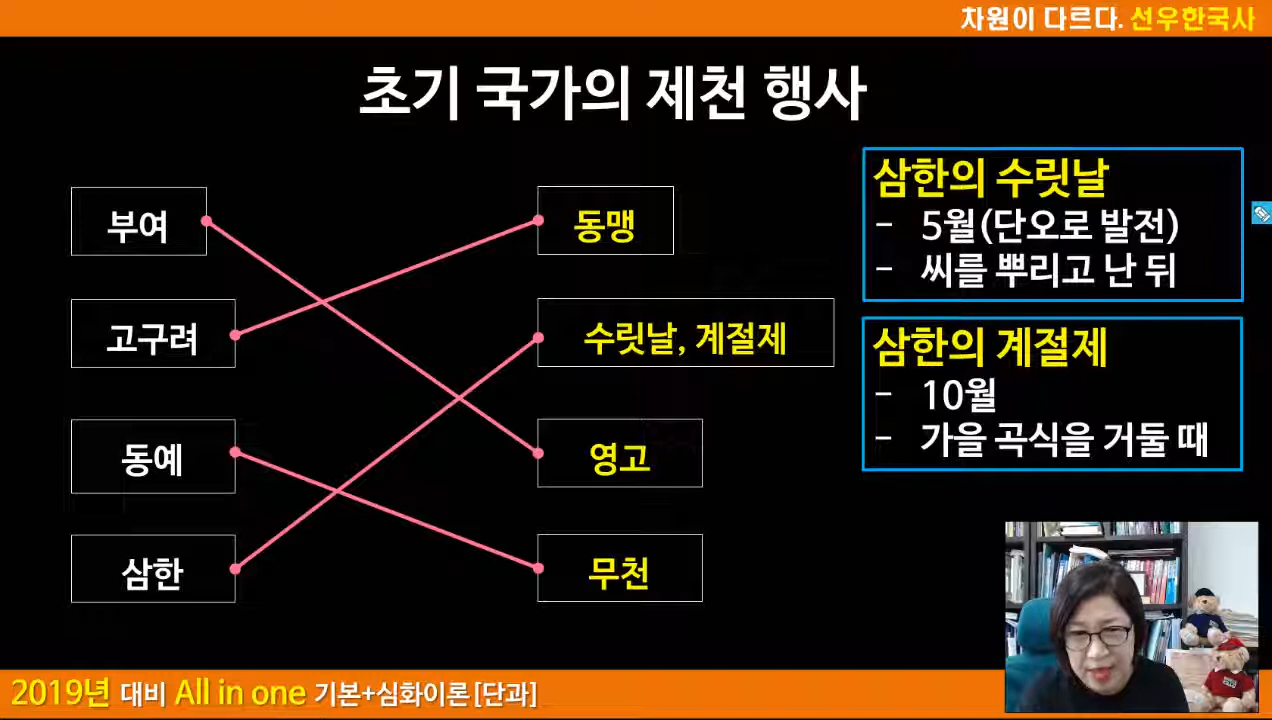 차원이 다르다. 선우한국사
초기 국가의 제천 행사
부여
고구려
동예
삼한
동맹
수릿날, 계절제
영고
무천
삼한의 수릿날
- 5월(단오로 발전)
- 씨를 뿌리고 난 뒤
삼한의 계절제
- 10월
- 가을 곡식을 거둘 때
2019년 대비 All in one 기본+심화이론[단과]